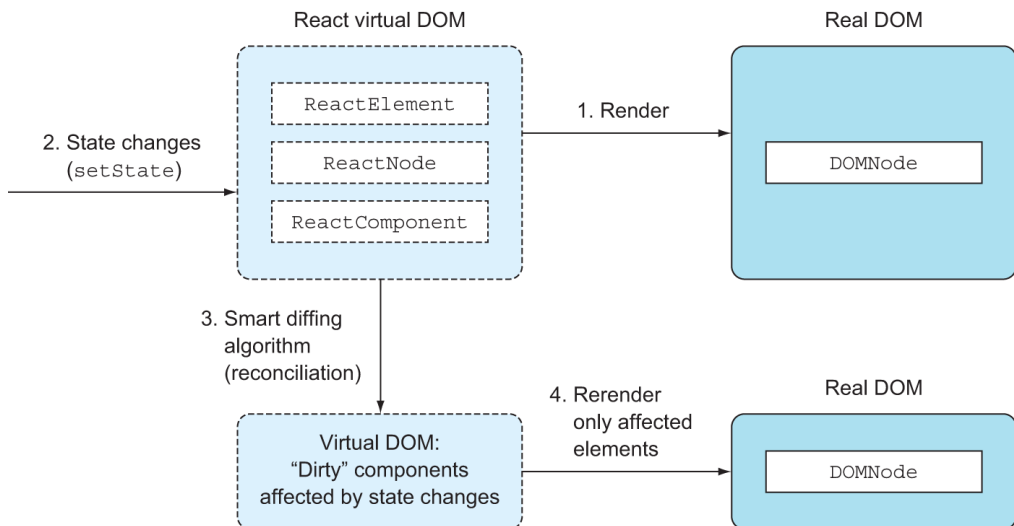 React virtual DOM
Real DOM
ReactElement
1. Render
2. State changes
(setState)
ReactNode
DOMNode
ReactComponent
3. Smart diffing
algorithm
(reconciliation)
Real DOM
4. Rerender
only affected
elements
Virtual DOM:
“Dirty” components
affected by state changes
DOMNode